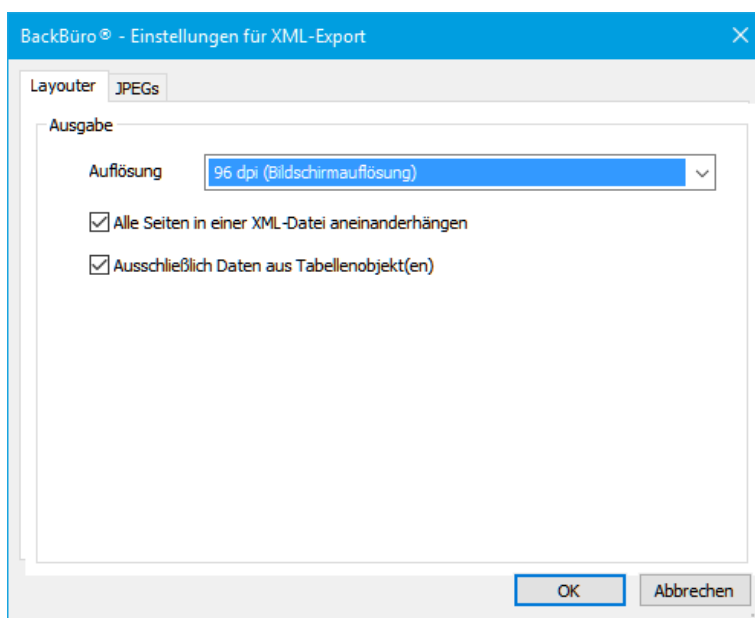 BackBüro® - Einstellungen für XML-Export
Layouter JPEGs
Ausgabe
Auflösung 96 dpi (Bildschirmauflösung)
Alle Seiten in einer XML-Datei aneinanderhängen
Ausschließlich Daten aus Tabellenobjekt(en)
OK Abbrechen